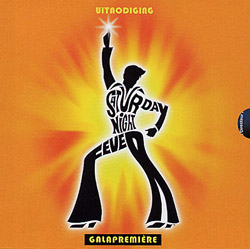 UITNODIGING
SATURDAY
NIGHT
FEVER
GALAPREMIÈRE